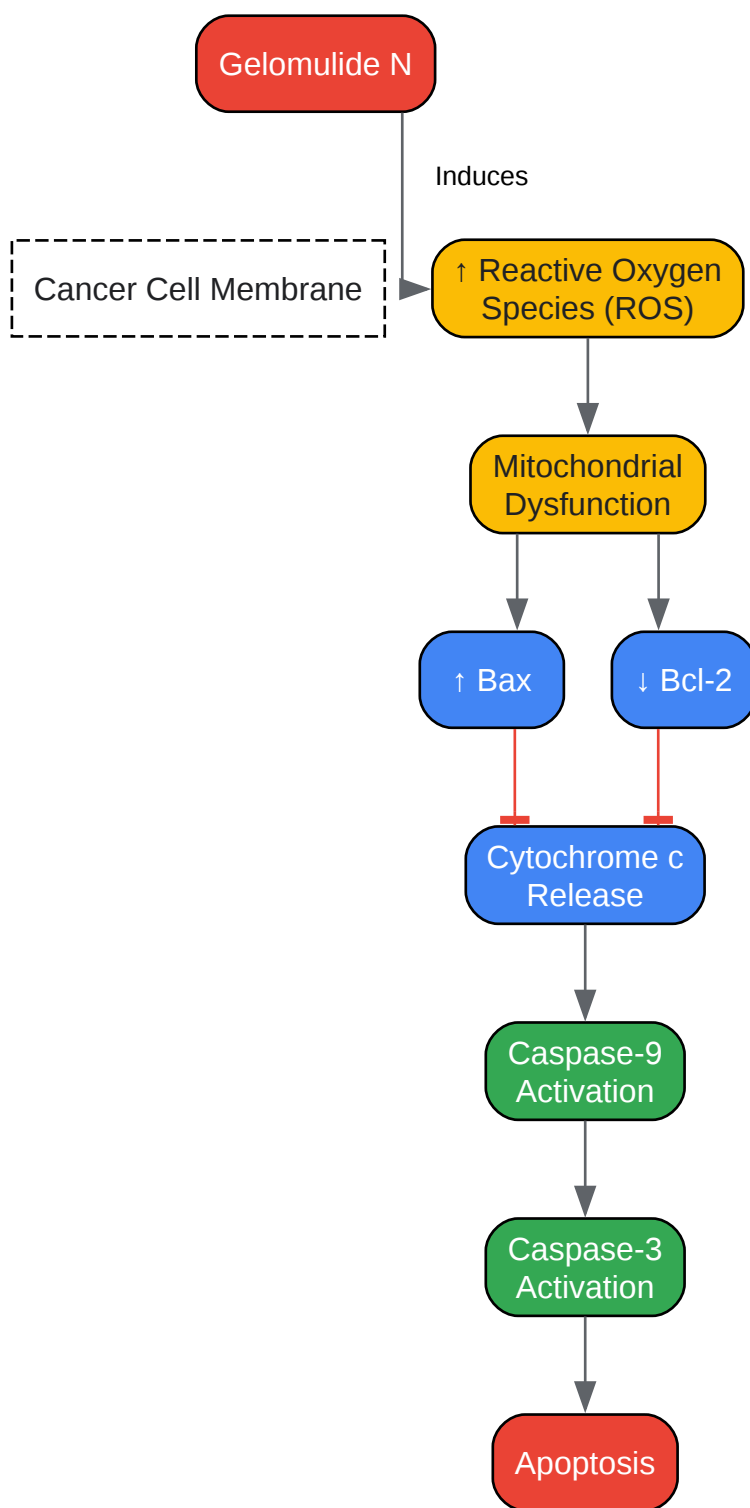 Gelomulide N
Induces
Cancer Cell Membrane
↑ Reactive Oxygen
Species (ROS)
Mitochondrial
Dysfunction
↑ Bax
↓ Bcl-2
Cytochrome c
Release
Caspase-9
Activation
Caspase-3
Activation
Apoptosis